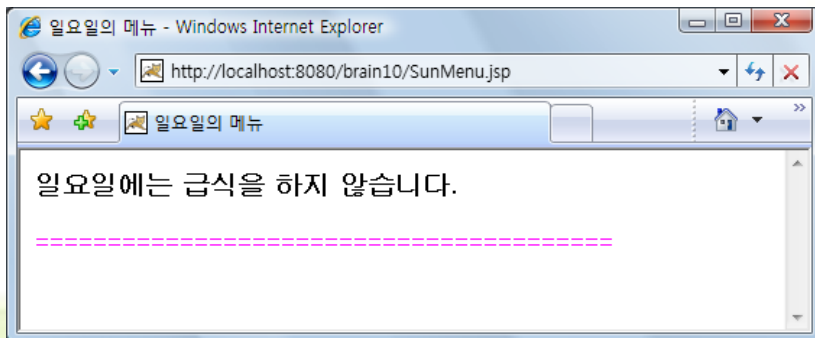 일요일의 메뉴 - Windows Internet Explorer
http://localhost:8080/brain10/SunMenu.jsp
일요일의 메뉴
일요일에는 급식을 하지 않습니다.
========================================